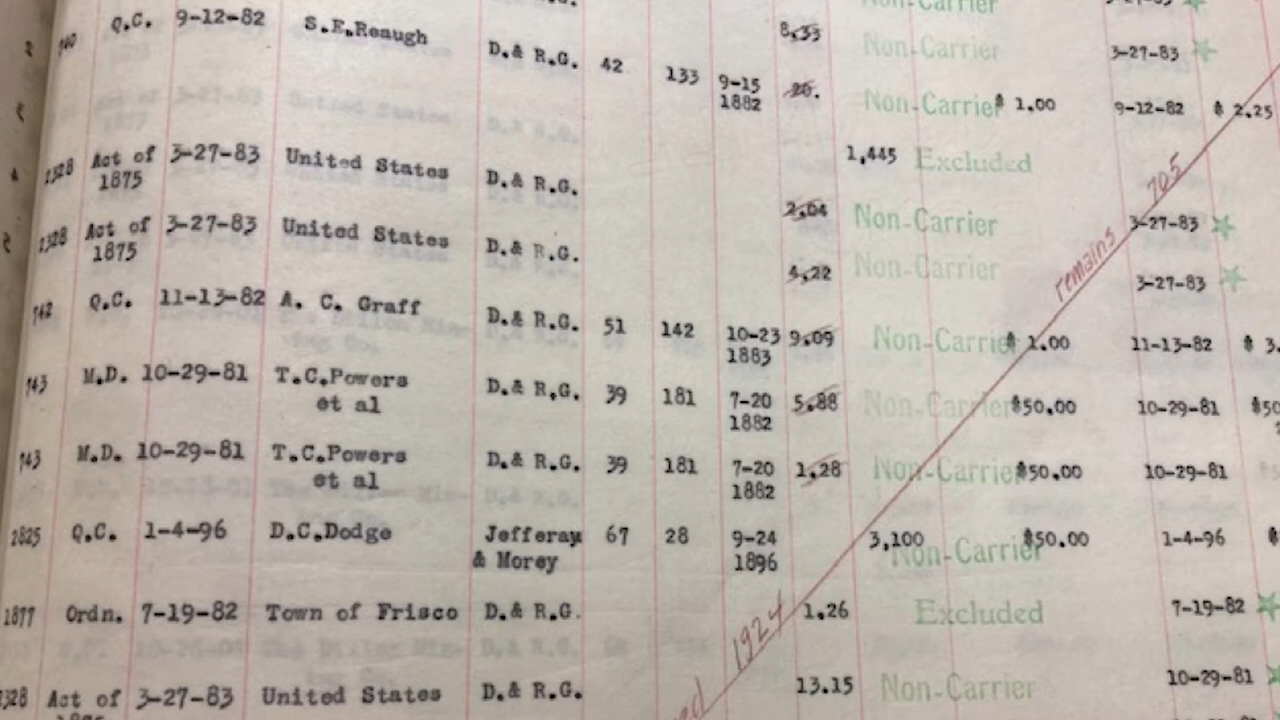 Non-Carrier
740 Q.C. 9-12-82 S.E.Reaugh D.& R.G. 42 133 9-15 8.33 Non-Carrier 3-27-83
1882 20. Non-Carrier $ 1.00 9-12-82 $ 2.25
1328 Act of 3-27-83 United States D.& R.G. 1,445 Excluded
1875
1328 Act of 3-27-83 United States D.& R.G. 2.04 Non-Carrier 3-27-83
1875 4.22 Non-Carrier 3-27-83
742 Q.C. 11-13-82 A. C. Graff D.& R.G. 51 142 10-23 9.09 Non-Carrier $ 1.00 11-13-82 $ 3.
1883
743 M.D. 10-29-81 T.C.Powers D.& R.G. 39 181 7-20 5.88 Non-Carrier $50.00 10-29-81 $50
et al 1882
743 M.D. 10-29-81 T.C.Powers D.& R.G. 39 181 7-20 1.28 Non-Carrier $50.00 10-29-81
et al 1882
2825 Q.C. 1-4-96 D.C.Dodge Jefferay 67 28 9-24 3,100 Non-Carrier $50.00 1-4-96 $
& Morey 1896
1877 Ordn. 7-19-82 Town of Frisco D.& R.G. 1.26 Excluded 7-19-82
1328 Act of 3-27-83 United States D.& R.G. 13.15 Non-Carrier 10-29-81
1875
1924 remains 705